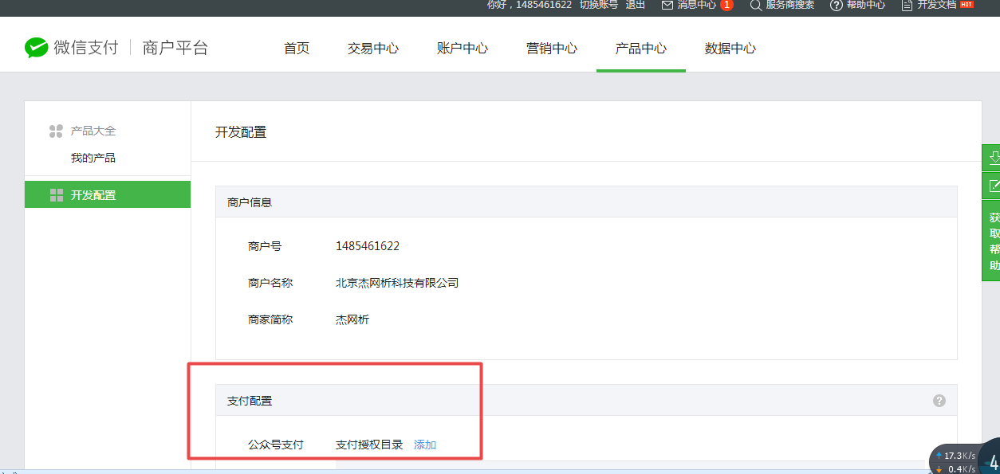 你好，1485461622 切换账号 退出 消息中心 1 服务商搜索 帮助中心 开发文档 HOT
微信支付 商户平台 首页 交易中心 账户中心 营销中心 产品中心 数据中心
产品大全
我的产品
开发配置
开发配置
商户信息
商户号 1485461622
商户名称 北京杰网析科技有限公司
商家简称 杰网析
支付配置 ?
公众号支付 支付授权目录 添加
获
取
帮
助
17.3K/s
0.4K/s
4